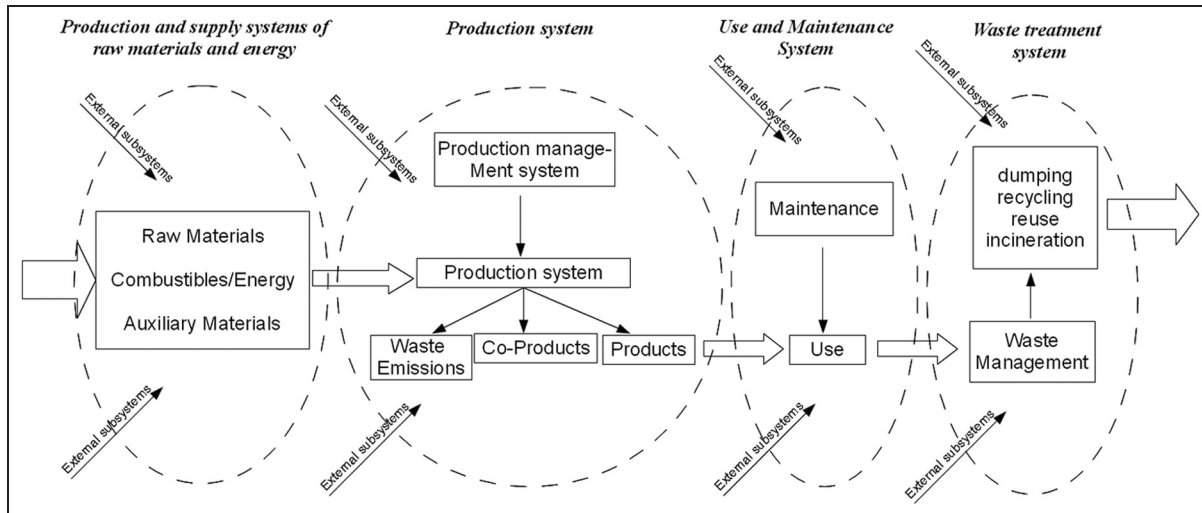 Production and supply systems of
raw materials and energy
Production system
Use and Maintenance
System
Waste treatment
system
External subsystems
External subsystems
External subsystems
External subsystems
Production manage-
Ment system
Maintenance
dumping
recycling
reuse
incineration
Raw Materials
Combustibles/Energy
Auxiliary Materials
Production system
Waste
Emissions
Co-Products
Products
Use
Waste
Management
External subsystems
External subsystems
External subsystems
External subsystems